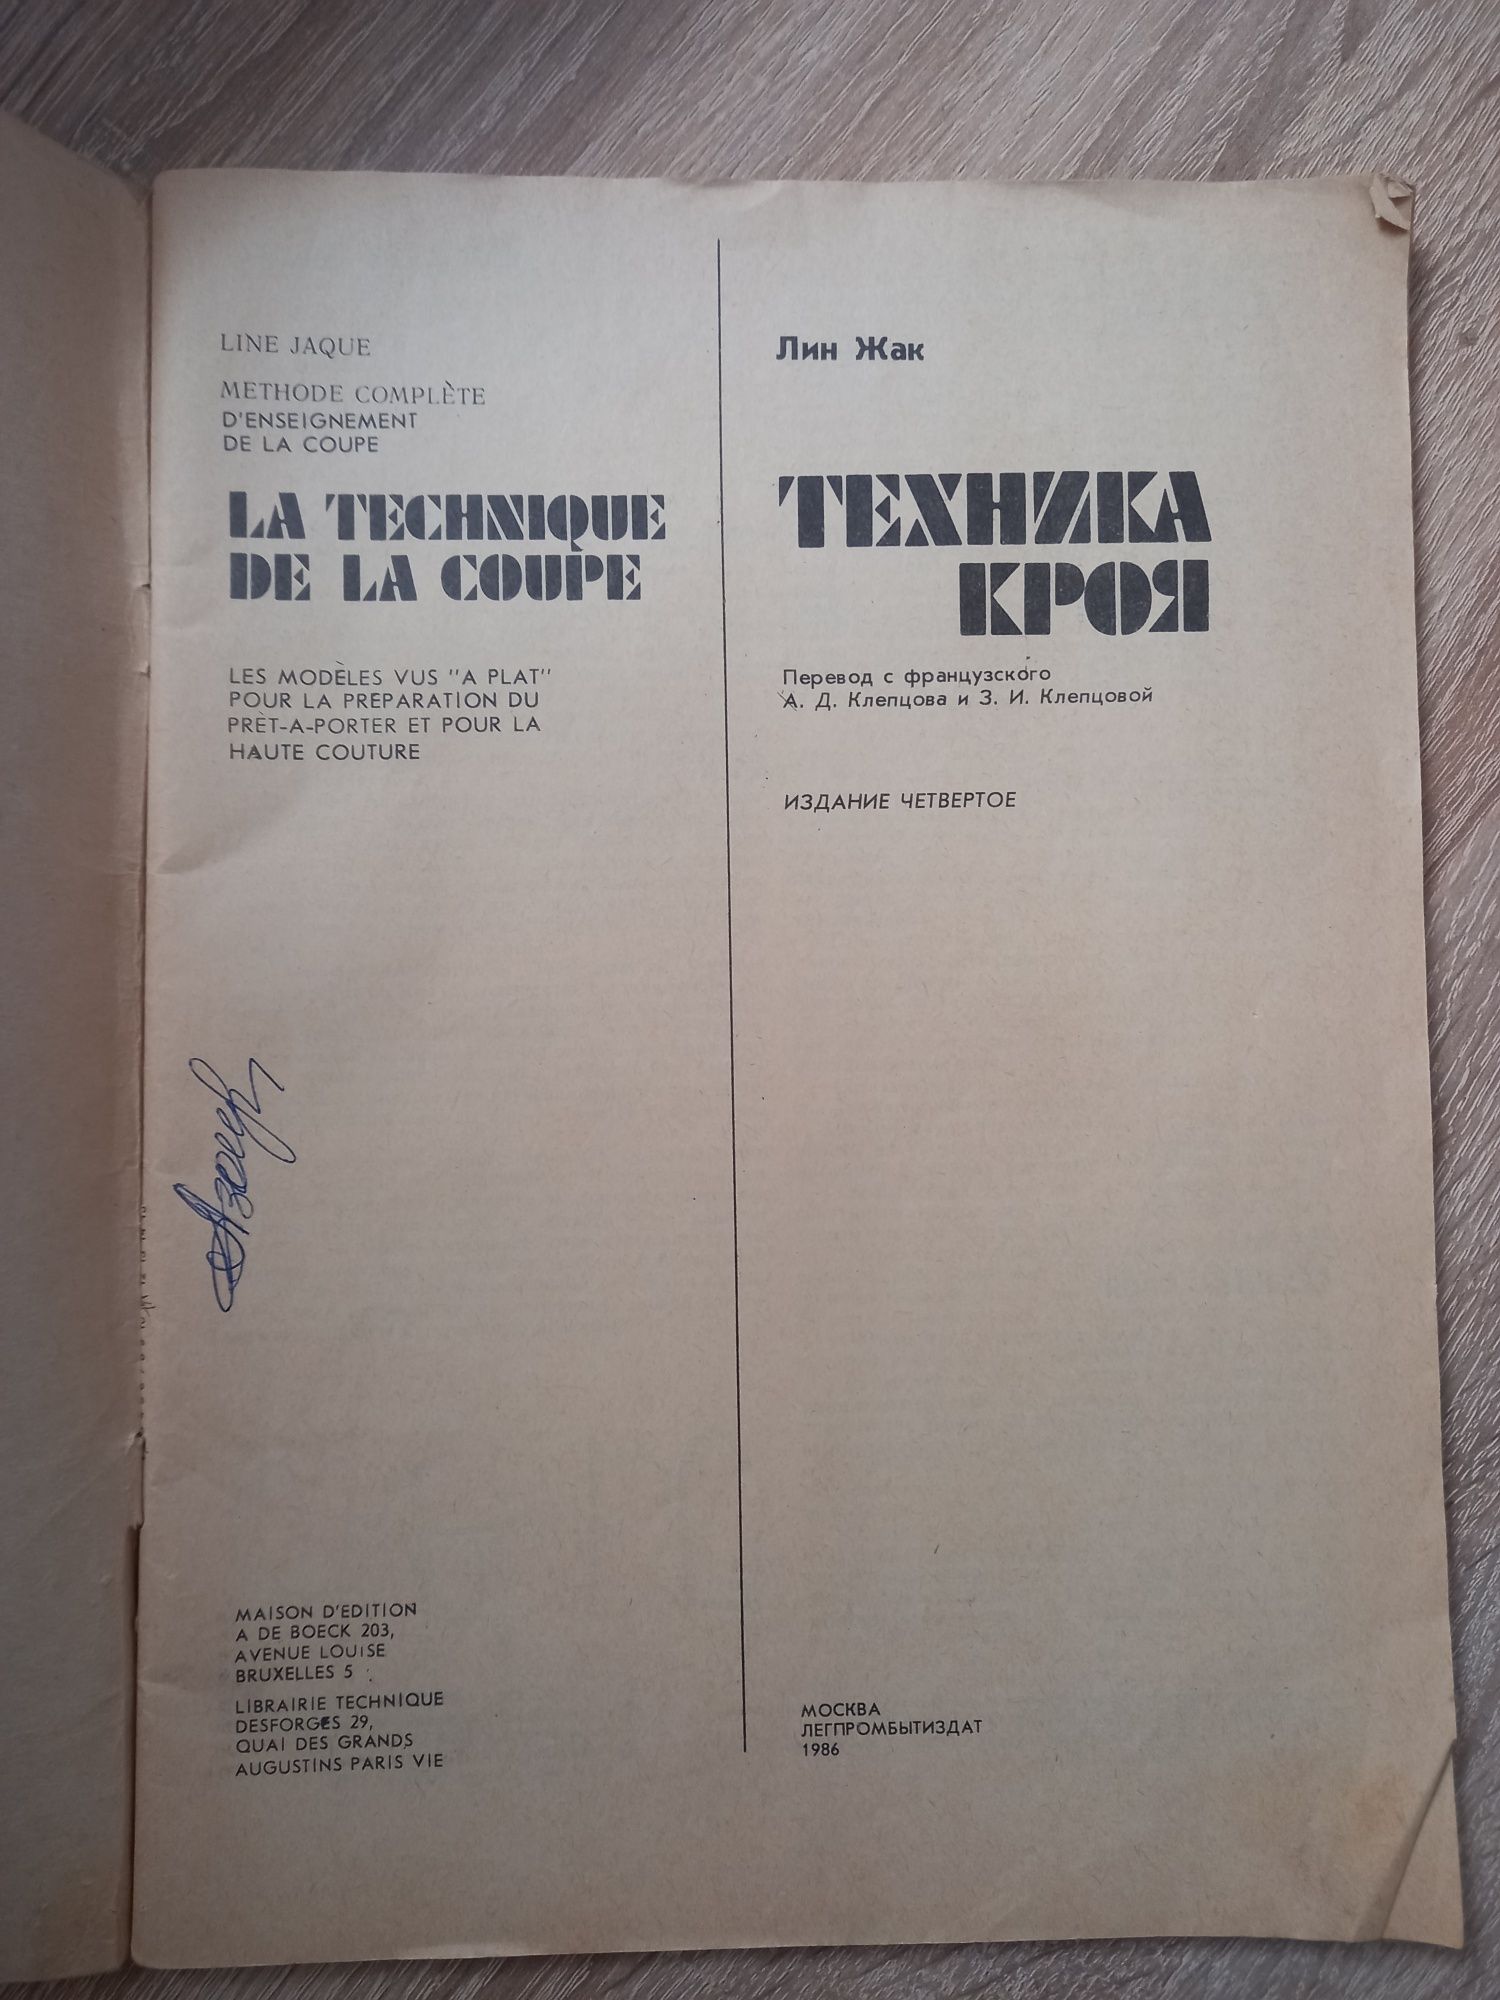 LINE JAQUE
METHODE COMPLÈTE
D'ENSEIGNEMENT
DE LA COUPE
LA TECHNIQUE
DE LA COUPE
LES MODÈLES VUS "A PLAT"
POUR LA PREPARATION DU
PRÈT-A-PORTER ET POUR LA
HAUTE COUTURE
MAISON D'EDITION
A DE BOECK 203,
AVENUE LOUISE
BRUXELLES 5
LIBRAIRIE TECHNIQUE
DESFORGES 29,
QUAI DES GRANDS
AUGUSTINS PARIS VIE
Лин Жак
ТЕХНИКА
КРОЯ
Перевод с французского
А. Д. Клепцова и З. И. Клепцовой
ИЗДАНИЕ ЧЕТВЕРТОЕ
МОСКВА
ЛЕГПРОМБЫТИЗДАТ
1986